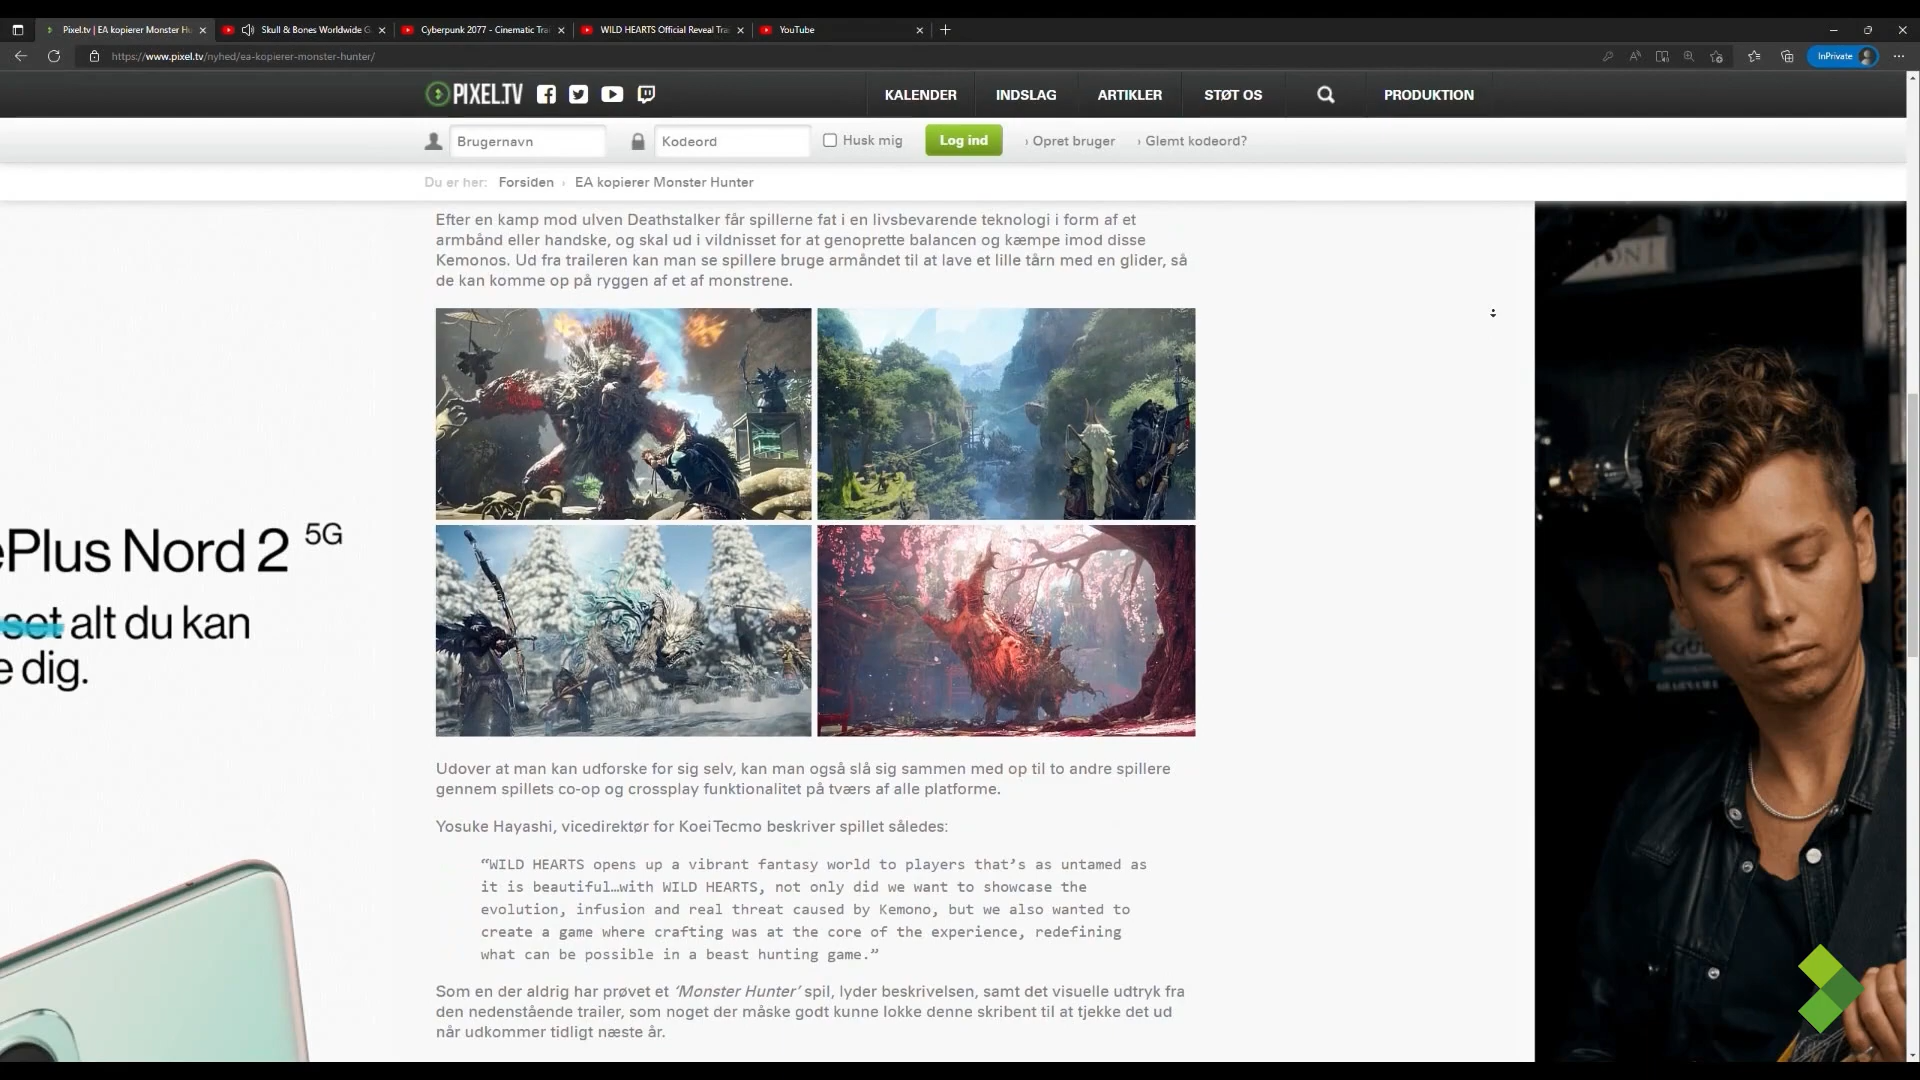 Pixel.tv | EA kopierer Monster Hu
Skull & Bones Worldwide G
Cyberpunk 2077 - Cinematic Trai
WILD HEARTS Official Reveal Trai
YouTube
https://www.pixel.tv/nyhed/ea-kopierer-monster-hunter/
InPrivate
PIXEL.TV
KALENDER
INDSLAG
ARTIKLER
STØT OS
PRODUKTION
Brugernavn
Kodeord
Husk mig
Log ind
› Opret bruger
› Glemt kodeord?
Du er her: Forsiden › EA kopierer Monster Hunter
Efter en kamp mod ulven Deathstalker får spillerne fat i en livsbevarende teknologi i form af et
armbånd eller handske, og skal ud i vildnisset for at genoprette balancen og kæmpe imod disse
Kemonos. Ud fra traileren kan man se spillere bruge armåndet til at lave et lille tårn med en glider, så
de kan komme op på ryggen af et af monstrene.
Udover at man kan udforske for sig selv, kan man også slå sig sammen med op til to andre spillere
gennem spillets co-op og crossplay funktionalitet på tværs af alle platforme.
Yosuke Hayashi, vicedirektør for Koei Tecmo beskriver spillet således:
“WILD HEARTS opens up a vibrant fantasy world to players that’s as untamed as
it is beautiful…with WILD HEARTS, not only did we want to showcase the
evolution, infusion and real threat caused by Kemono, but we also wanted to
create a game where crafting was at the core of the experience, redefining
what can be possible in a beast hunting game.”
Som en der aldrig har prøvet et ‘Monster Hunter’ spil, lyder beskrivelsen, samt det visuelle udtryk fra
den nedenstående trailer, som noget der måske godt kunne lokke denne skribent til at tjekke det ud
når udkommer tidligt næste år.
ePlus Nord 2 5G
set alt du kan
e dig.